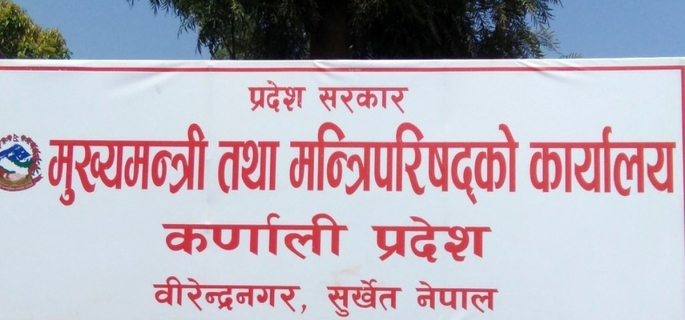 प्रदेश सरकार
मुख्यमन्त्री तथा मन्त्रिपरिषद्को कार्यालय
कर्णाली प्रदेश
वीरेन्द्रनगर, सुर्खेत नेपाल